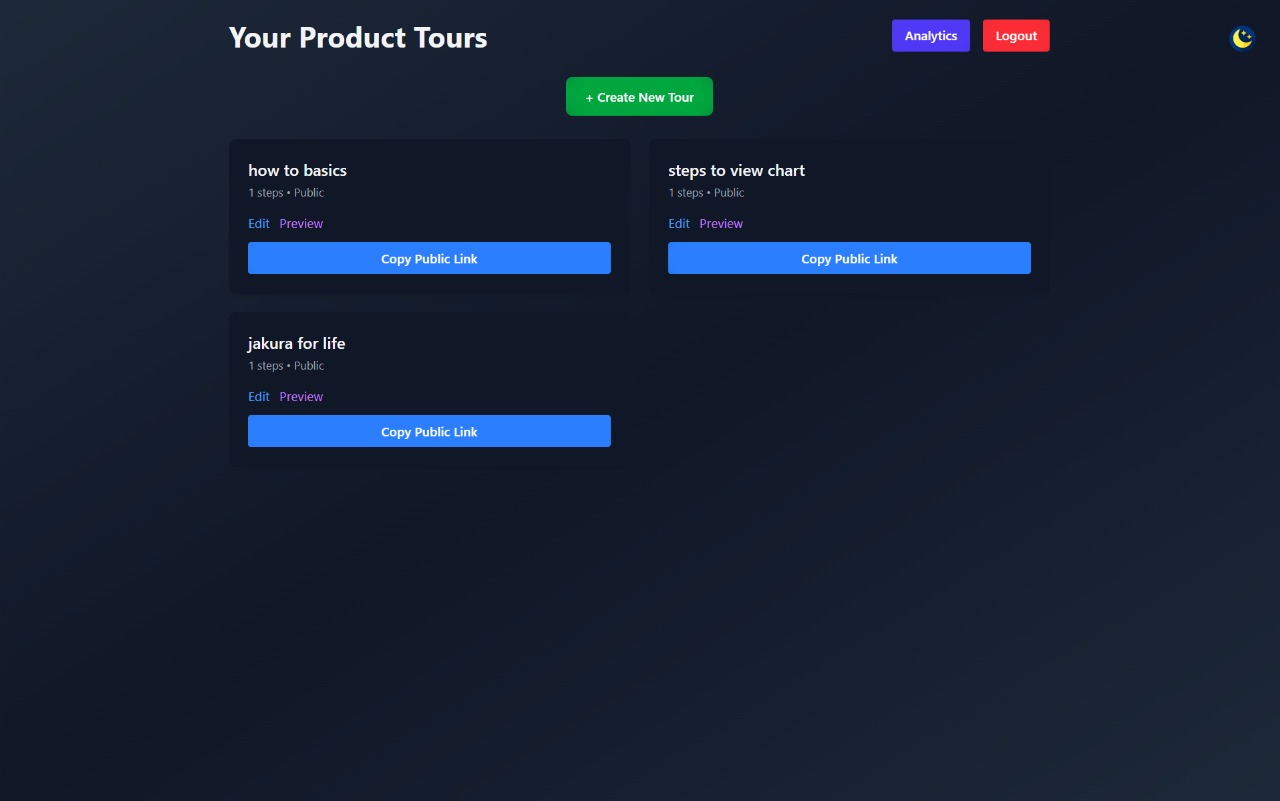 Your Product Tours
Analytics
Logout
+ Create New Tour
how to basics
1 steps • Public
Edit Preview
Copy Public Link
steps to view chart
1 steps • Public
Edit Preview
Copy Public Link
jakura for life
1 steps • Public
Edit Preview
Copy Public Link